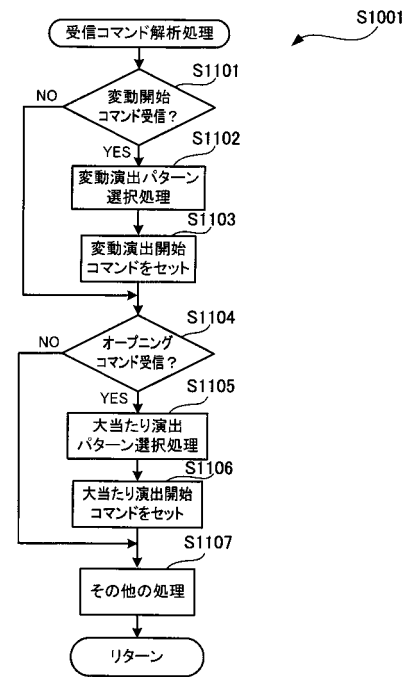 受信コマンド解析処理
S1001
S1101
変動開始
コマンド受信?
NO
YES
S1102
変動演出パターン
選択処理
S1103
変動演出開始
コマンドをセット
S1104
オープニング
コマンド受信?
NO
YES
S1105
大当たり演出
パターン選択処理
S1106
大当たり演出開始
コマンドをセット
S1107
その他の処理
リターン